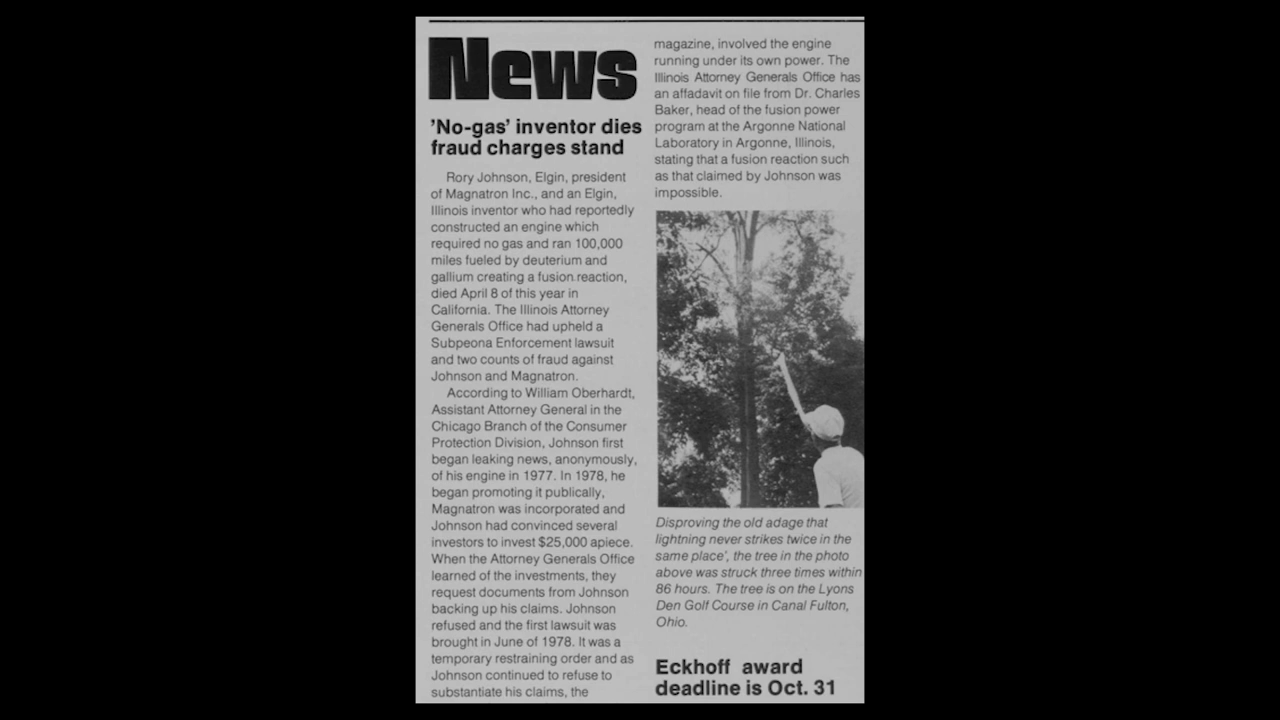 News
'No-gas' inventor dies
fraud charges stand
Rory Johnson, Elgin, president
of Magnatron Inc., and an Elgin,
Illinois inventor who had reportedly
constructed an engine which
required no gas and ran 100,000
miles fueled by deuterium and
gallium creating a fusion reaction,
died April 8 of this year in
California. The Illinois Attorney
Generals Office had upheld a
Subpeona Enforcement lawsuit
and two counts of fraud against
Johnson and Magnatron.
According to William Oberhardt,
Assistant Attorney General in the
Chicago Branch of the Consumer
Protection Division, Johnson first
began leaking news, anonymously,
of his engine in 1977. In 1978, he
began promoting it publically,
Magnatron was incorporated and
Johnson had convinced several
investors to invest $25,000 apiece.
When the Attorney Generals Office
learned of the investments, they
request documents from Johnson
backing up his claims. Johnson
refused and the first lawsuit was
brought in June of 1978. It was a
temporary restraining order and as
Johnson continued to refuse to
substantiate his claims, the
magazine, involved the engine
running under its own power. The
Illinois Attorney Generals Office has
an affadavit on file from Dr. Charles
Baker, head of the fusion power
program at the Argonne National
Laboratory in Argonne, Illinois,
stating that a fusion reaction such
as that claimed by Johnson was
impossible.
Disproving the old adage that
lightning never strikes twice in the
same place', the tree in the photo
above was struck three times within
86 hours. The tree is on the Lyons
Den Golf Course in Canal Fulton,
Ohio.
Eckhoff award
deadline is Oct. 31